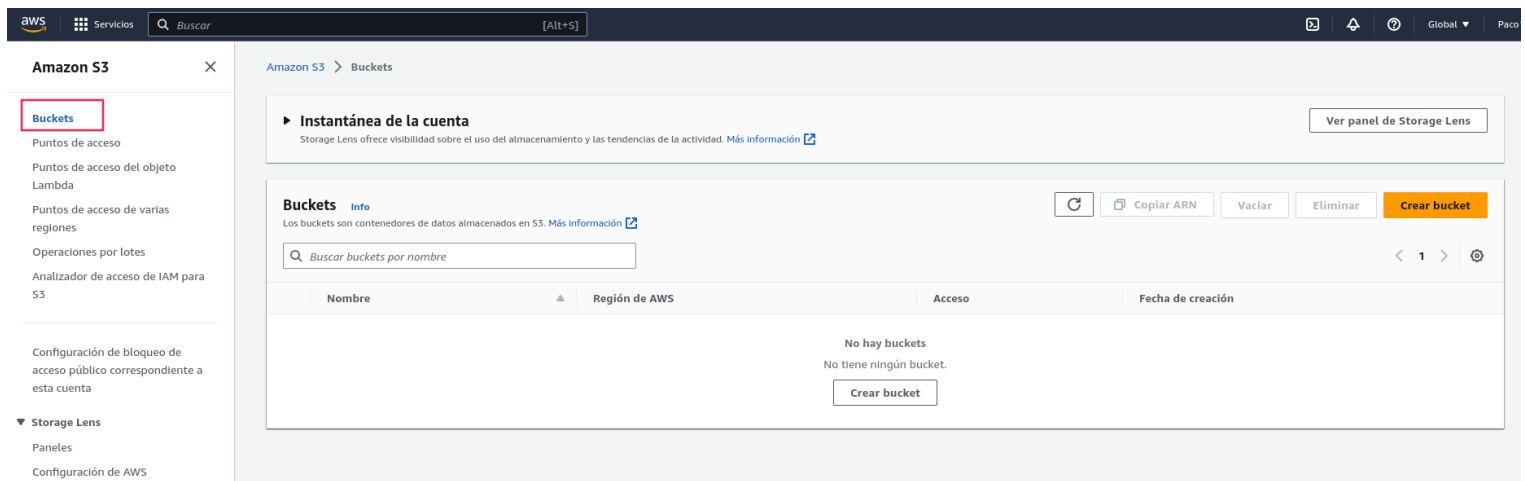 aws Servicios Buscar [Alt+S] Global ▼ Paco
Amazon S3
Buckets
Puntos de acceso
Puntos de acceso del objeto
Lambda
Puntos de acceso de varias
regiones
Operaciones por lotes
Analizador de acceso de IAM para
S3
Configuración de bloqueo de
acceso público correspondiente a
esta cuenta
▼ Storage Lens
Paneles
Configuración de AWS
Amazon S3 > Buckets
▶ Instantánea de la cuenta
Storage Lens ofrece visibilidad sobre el uso del almacenamiento y las tendencias de la actividad. Más información
Ver panel de Storage Lens
Buckets Info
Los buckets son contenedores de datos almacenados en S3. Más información
Copiar ARN Vaciar Eliminar Crear bucket
Buscar buckets por nombre
< 1 >
Nombre Región de AWS Acceso Fecha de creación
No hay buckets
No tiene ningún bucket.
Crear bucket